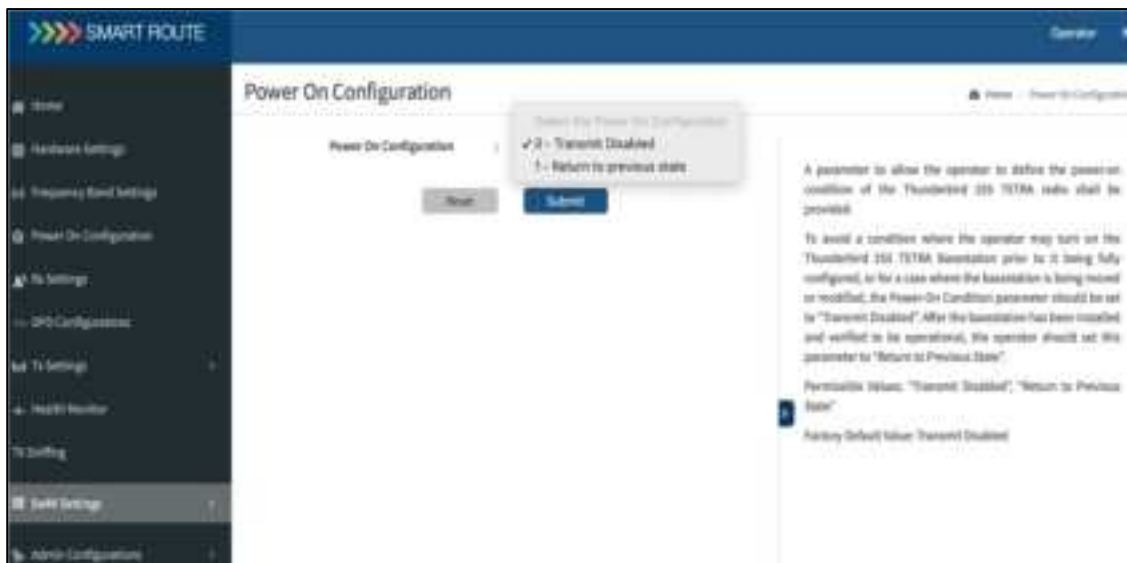 SMART ROUTE
Operator
Power On Configuration
Home
Home Power On Configuration
Hardware Settings
Frequency Band Settings
Power On Configuration
Rx Settings
DPD Configurations
Tx Settings
Health Monitor
TX Sniffing
Settings
Admin Configurations
Power On Configuration :
Select the Power On Configuration
✓ 0 - Transmit Disabled
1 - Return to previous state
Reset Submit
A parameter to allow the operator to define the power-on
condition of the Thunderbird TETRA radio shall be
provided.
To avoid a condition where the operator may turn on the
Thunderbird TETRA Basestation prior to it being fully
configured, or for a case where the basestation is being moved
or modified, the Power-On Condition parameter should be set
to "Transmit Disabled". After the basestation has been installed
and verified to be operational, the operator should set this
parameter to "Return to Previous State".
Permissible Values: "Transmit Disabled", "Return to Previous
State"
Factory Default Value: Transmit Disabled